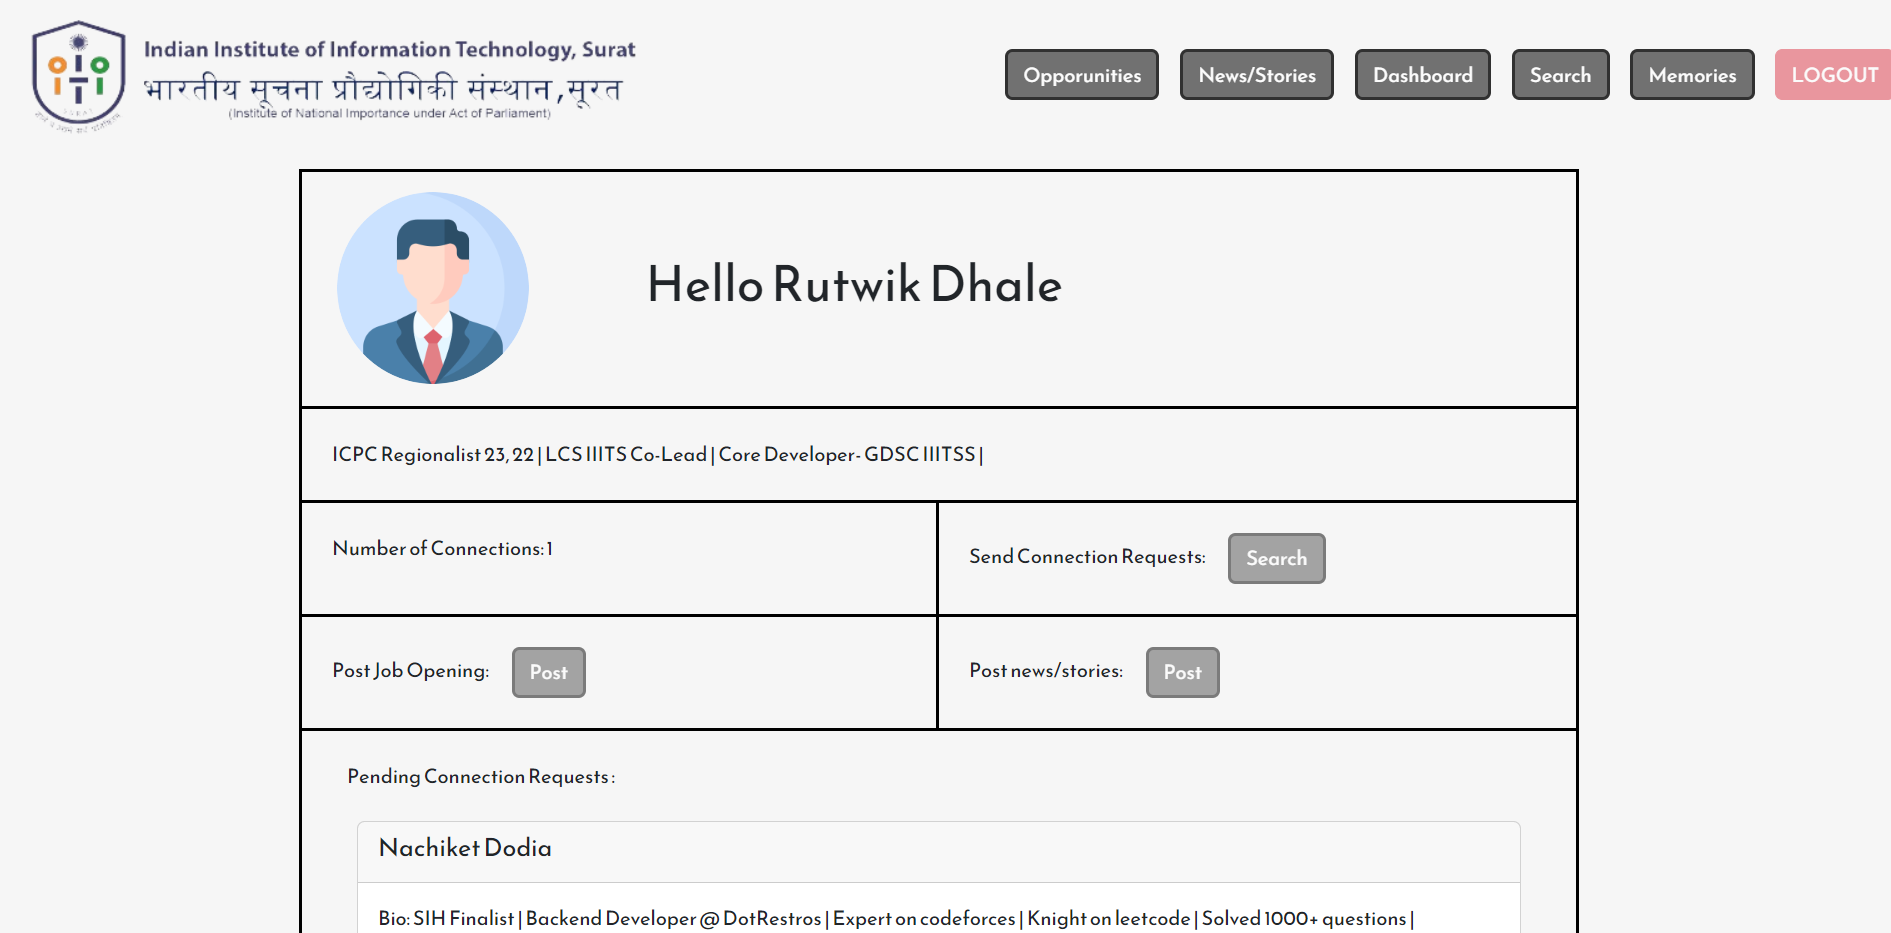 Indian Institute of Information Technology, Surat
भारतीय सूचना प्रौद्योगिकी संस्थान,सूरत
(Institute of National Importance under Act of Parliament)
Opporunities
News/Stories
Dashboard
Search
Memories
LOGOUT
Hello Rutwik Dhale
ICPC Regionalist 23, 22 | LCS IIITS Co-Lead | Core Developer- GDSC IIITSS |
Number of Connections: 1
Send Connection Requests: Search
Post Job Opening: Post
Post news/stories: Post
Pending Connection Requests :
Nachiket Dodia
Bio: SIH Finalist | Backend Developer @ DotRestros | Expert on codeforces | Knight on leetcode | Solved 1000+ questions |